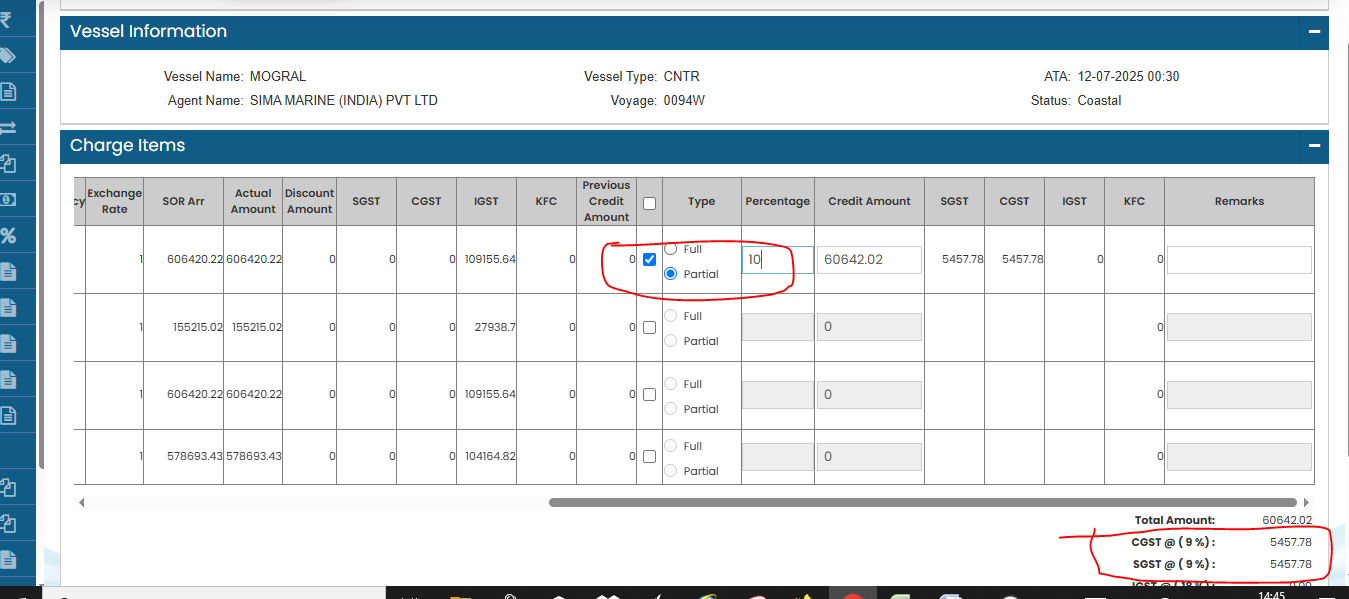 Vessel Information
Vessel Name: MOGRAL Vessel Type: CNTR ATA: 12-07-2025 00:30
Agent Name: SIMA MARINE (INDIA) PVT LTD Voyage: 0094W Status: Coastal
Charge Items
cy Exchange Rate SOR Arr Actual Amount Discount Amount SGST CGST IGST KFC Previous Credit Amount Type Percentage Credit Amount SGST CGST IGST KFC Remarks
Full
1 606420.22 606420.22 0 0 0 109155.64 0 0 10 60642.02 5457.78 5457.78 0 0
Partial
Full
1 155215.02 155215.02 0 0 0 27938.7 0 0 0 0
Partial
Full
1 606420.22 606420.22 0 0 0 109155.64 0 0 0 0
Partial
Full
1 578693.43 578693.43 0 0 0 104164.82 0 0 0 0
Partial
Total Amount: 60642.02
CGST @ ( 9 %) : 5457.78
SGST @ ( 9 %) : 5457.78
IGST @ ( 18 %) : 0.00
14:45